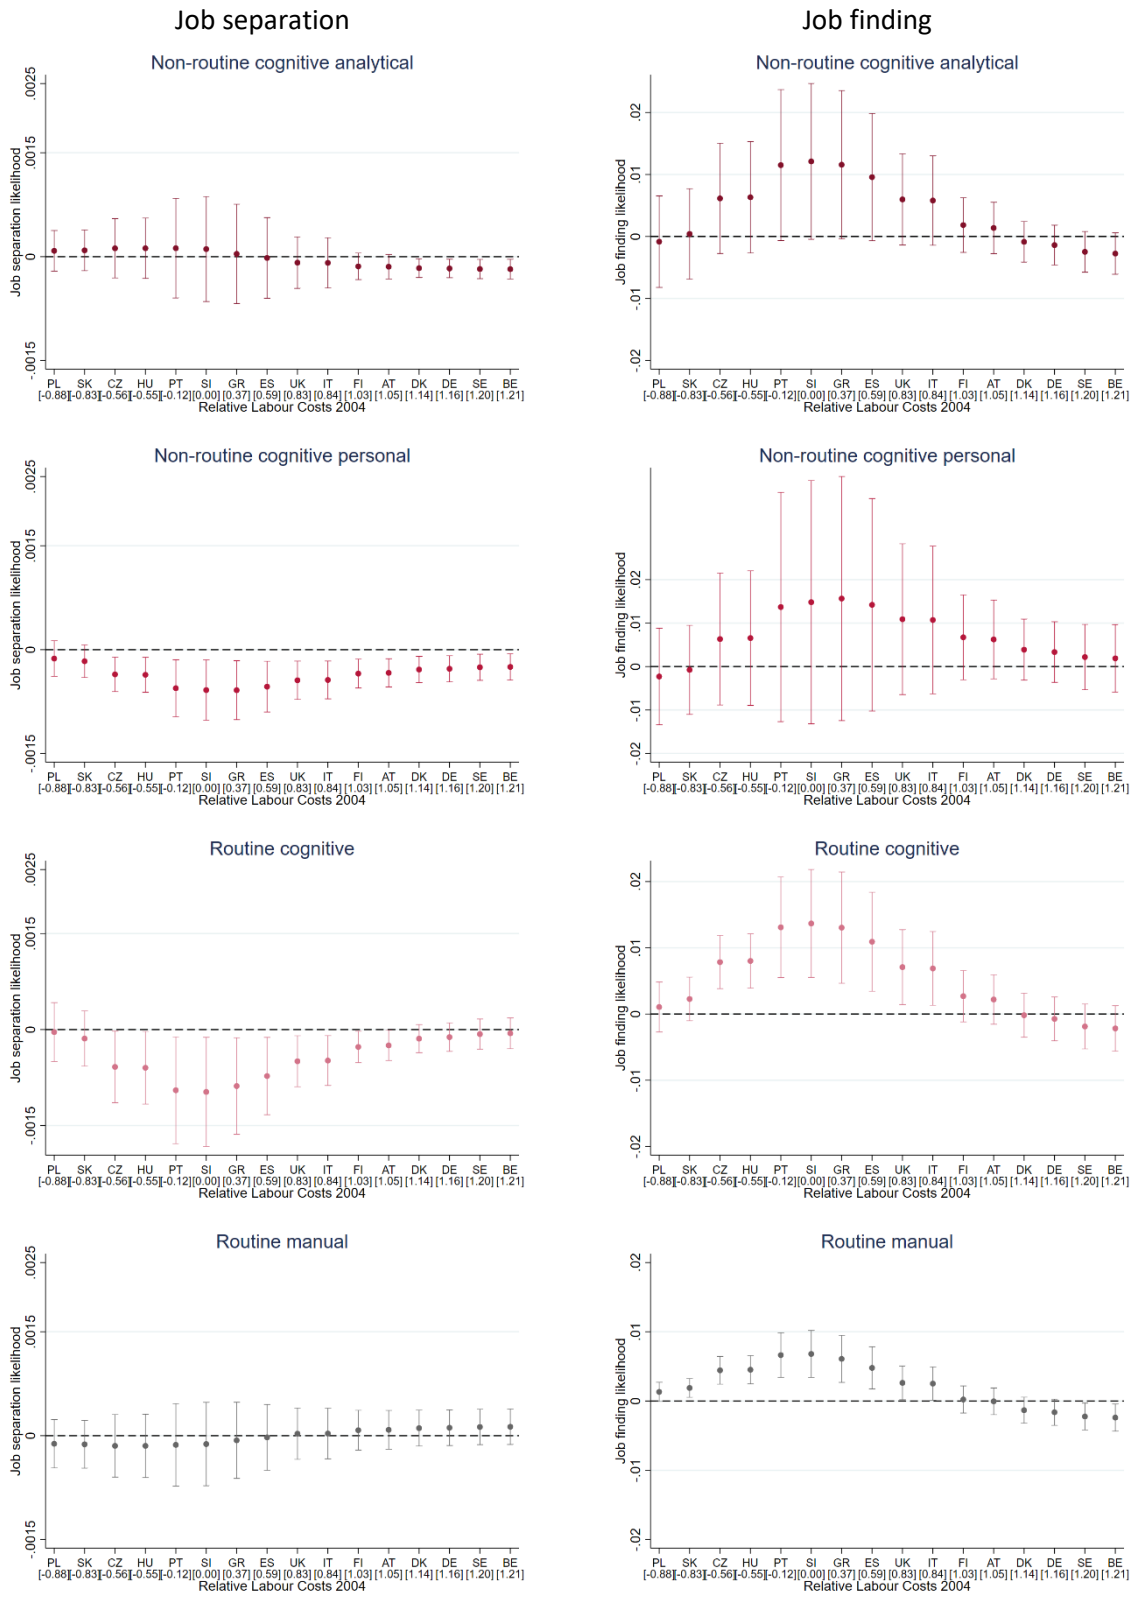 Job separation
Job finding
Non-routine cognitive analytical
Job separation likelihood
.0025
.0015
0
-.0015
PL SK CZ HU PT SI GR ES UK IT FI AT DK DE SE BE
[-0.88] [-0.83] [-0.56] [-0.55] [-0.12] [0.00] [0.37] [0.59] [0.83] [0.84] [1.03] [1.05] [1.14] [1.16] [1.20] [1.21]
Relative Labour Costs 2004
Non-routine cognitive analytical
Job finding likelihood
.02
.01
0
-.01
-.02
PL SK CZ HU PT SI GR ES UK IT FI AT DK DE SE BE
[-0.88] [-0.83] [-0.56] [-0.55] [-0.12] [0.00] [0.37] [0.59] [0.83] [0.84] [1.03] [1.05] [1.14] [1.16] [1.20] [1.21]
Relative Labour Costs 2004
Non-routine cognitive personal
Job separation likelihood
.0025
.0015
0
-.0015
PL SK CZ HU PT SI GR ES UK IT FI AT DK DE SE BE
[-0.88] [-0.83] [-0.56] [-0.55] [-0.12] [0.00] [0.37] [0.59] [0.83] [0.84] [1.03] [1.05] [1.14] [1.16] [1.20] [1.21]
Relative Labour Costs 2004
Non-routine cognitive personal
Job finding likelihood
.02
.01
0
-.01
-.02
PL SK CZ HU PT SI GR ES UK IT FI AT DK DE SE BE
[-0.88] [-0.83] [-0.56] [-0.55] [-0.12] [0.00] [0.37] [0.59] [0.83] [0.84] [1.03] [1.05] [1.14] [1.16] [1.20] [1.21]
Relative Labour Costs 2004
Routine cognitive
Job separation likelihood
.0025
.0015
0
-.0015
PL SK CZ HU PT SI GR ES UK IT FI AT DK DE SE BE
[-0.88] [-0.83] [-0.56] [-0.55] [-0.12] [0.00] [0.37] [0.59] [0.83] [0.84] [1.03] [1.05] [1.14] [1.16] [1.20] [1.21]
Relative Labour Costs 2004
Routine cognitive
Job finding likelihood
.02
.01
0
-.01
-.02
PL SK CZ HU PT SI GR ES UK IT FI AT DK DE SE BE
[-0.88] [-0.83] [-0.56] [-0.55] [-0.12] [0.00] [0.37] [0.59] [0.83] [0.84] [1.03] [1.05] [1.14] [1.16] [1.20] [1.21]
Relative Labour Costs 2004
Routine manual
Job separation likelihood
.0025
.0015
0
-.0015
PL SK CZ HU PT SI GR ES UK IT FI AT DK DE SE BE
[-0.88] [-0.83] [-0.56] [-0.55] [-0.12] [0.00] [0.37] [0.59] [0.83] [0.84] [1.03] [1.05] [1.14] [1.16] [1.20] [1.21]
Relative Labour Costs 2004
Routine manual
Job finding likelihood
.02
.01
0
-.01
-.02
PL SK CZ HU PT SI GR ES UK IT FI AT DK DE SE BE
[-0.88] [-0.83] [-0.56] [-0.55] [-0.12] [0.00] [0.37] [0.59] [0.83] [0.84] [1.03] [1.05] [1.14] [1.16] [1.20] [1.21]
Relative Labour Costs 2004